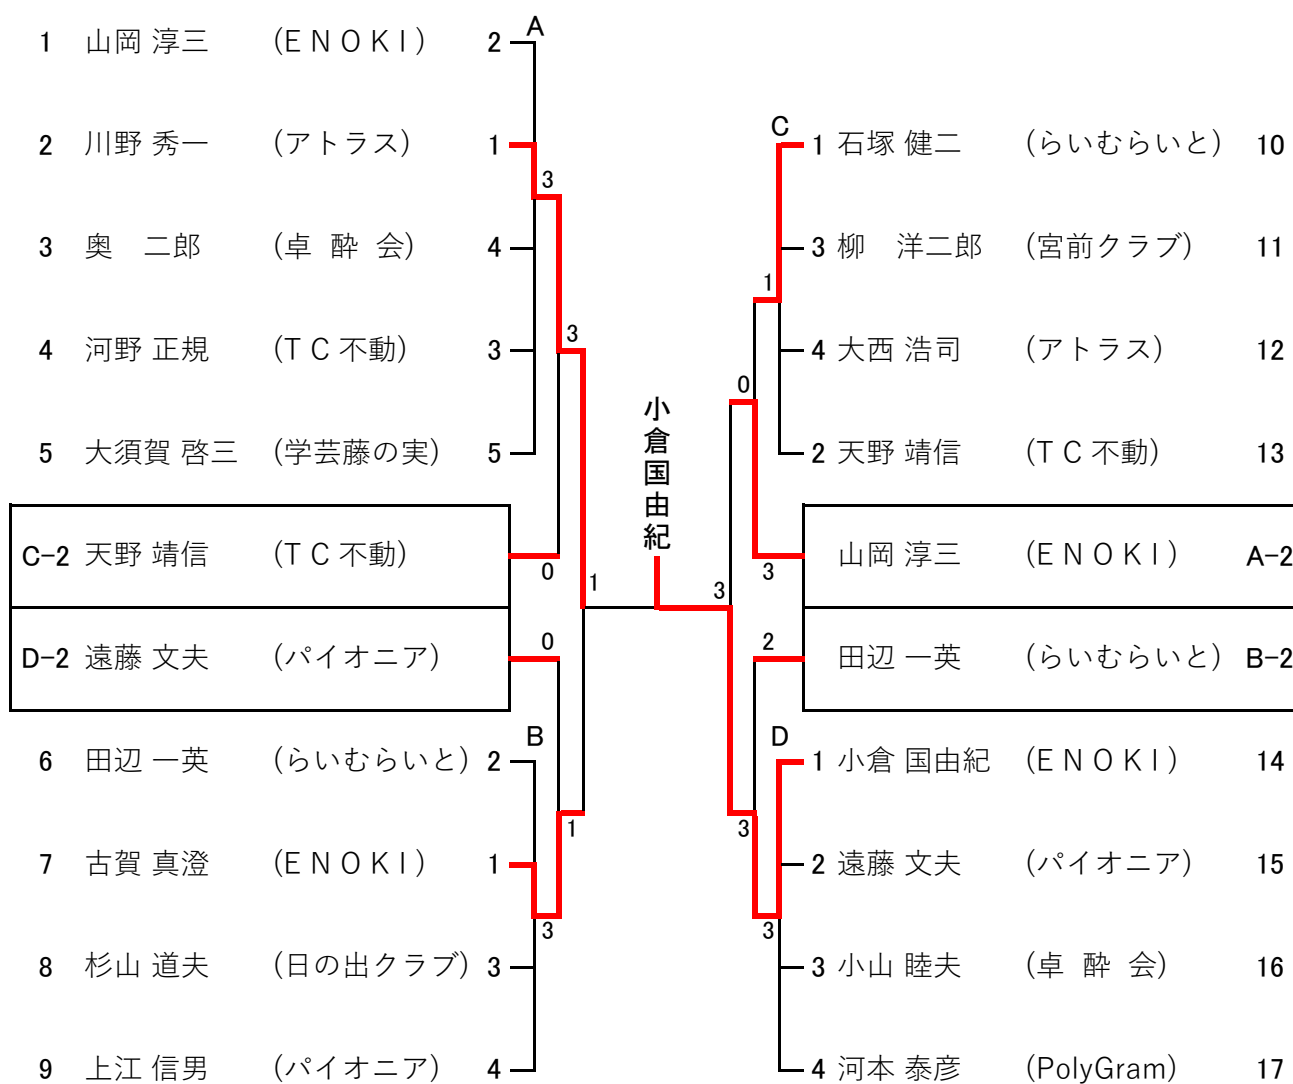 A
1 山岡 淳三 (ＥＮＯＫＩ) 2
2 川野 秀一 (アトラス) 1
3
3 奥　二郎 (卓 酔 会) 4
4 河野 正規 (ＴＣ不動) 3
3
5 大須賀 啓三 (学芸藤の実) 5
C-2 天野 靖信 (ＴＣ不動)
0
1
D-2 遠藤 文夫 (パイオニア)
0
B
6 田辺 一英 (らいむらいと) 2
1
7 古賀 真澄 (ＥＮＯＫＩ) 1
3
8 杉山 道夫 (日の出クラブ) 3
9 上江 信男 (パイオニア) 4
小倉国由紀
C
1 石塚 健二 (らいむらいと) 10
3 柳　洋二郎 (宮前クラブ) 11
1
4 大西 浩司 (アトラス) 12
0
2 天野 靖信 (ＴＣ不動) 13
山岡 淳三 (ＥＮＯＫＩ) A-2
3
3
2
田辺 一英 (らいむらいと) B-2
D
1 小倉 国由紀 (ＥＮＯＫＩ) 14
3
2 遠藤 文夫 (パイオニア) 15
3
3 小山 睦夫 (卓 酔 会) 16
4 河本 泰彦 (PolyGram) 17